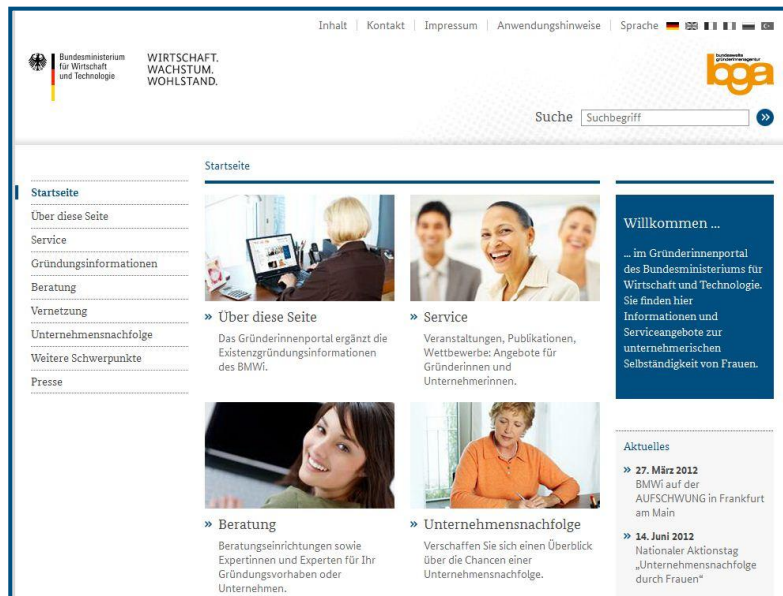 Inhalt | Kontakt | Impressum | Anwendungshinweise | Sprache
Bundesministerium
für Wirtschaft
und Technologie
WIRTSCHAFT.
WACHSTUM.
WOHLSTAND.
bundesweite
gründerinnenagentur
bga
Suche Suchbegriff
Startseite
Startseite
Über diese Seite
Service
Gründungsinformationen
Beratung
Vernetzung
Unternehmensnachfolge
Weitere Schwerpunkte
Presse
» Über diese Seite
Das Gründerinnenportal ergänzt die
Existenzgründungsinformationen
des BMWi.
» Service
Veranstaltungen, Publikationen,
Wettbewerbe: Angebote für
Gründerinnen und
Unternehmerinnen.
» Beratung
Beratungseinrichtungen sowie
Expertinnen und Experten für Ihr
Gründungsvorhaben oder
Unternehmen.
» Unternehmensnachfolge
Verschaffen Sie sich einen Überblick
über die Chancen einer
Unternehmensnachfolge.
Willkommen ...
... im Gründerinnenportal
des Bundesministeriums für
Wirtschaft und Technologie.
Sie finden hier
Informationen und
Serviceangebote zur
unternehmerischen
Selbständigkeit von Frauen.
Aktuelles
» 27. März 2012
BMWi auf der
AUFSCHWUNG in Frankfurt
am Main
» 14. Juni 2012
Nationaler Aktionstag
„Unternehmensnachfolge
durch Frauen“